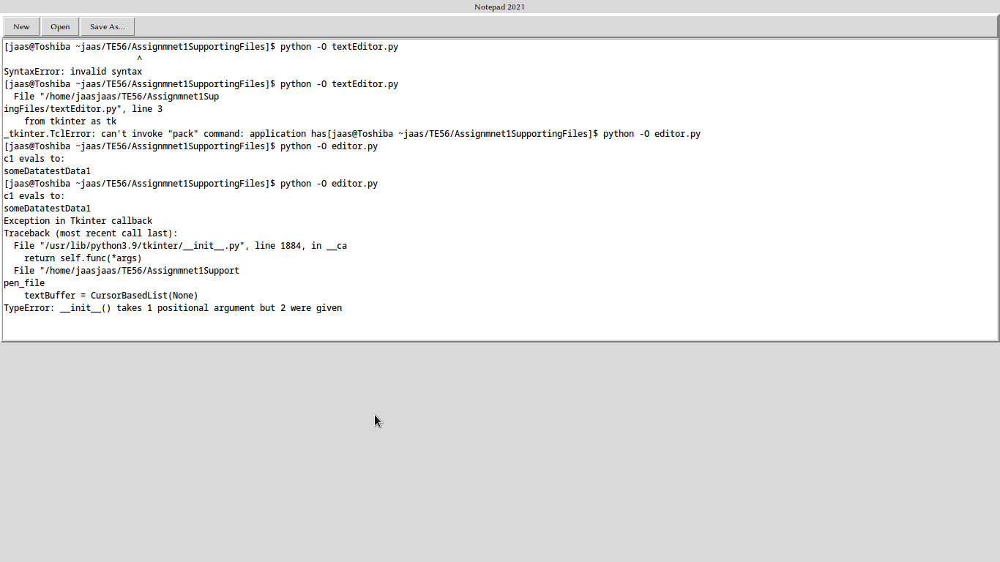 Notepad 2021
New Open Save As...
[jaas@Toshiba ~jaas/TE56/Assignmnet1SupportingFiles]$ python -O textEditor.py
                          ^
SyntaxError: invalid syntax
[jaas@Toshiba ~jaas/TE56/Assignmnet1SupportingFiles]$ python -O textEditor.py
  File "/home/jaasjaas/TE56/Assignmnet1Sup
ingFiles/textEditor.py", line 3
    from tkinter as tk
_tkinter.TclError: can't invoke "pack" command: application has[jaas@Toshiba ~jaas/TE56/Assignmnet1SupportingFiles]$ python -O editor.py
[jaas@Toshiba ~jaas/TE56/Assignmnet1SupportingFiles]$ python -O editor.py
c1 evals to:
someDatatestData1
[jaas@Toshiba ~jaas/TE56/Assignmnet1SupportingFiles]$ python -O editor.py
c1 evals to:
someDatatestData1
Exception in Tkinter callback
Traceback (most recent call last):
  File "/usr/lib/python3.9/tkinter/__init__.py", line 1884, in __ca
    return self.func(*args)
  File "/home/jaasjaas/TE56/Assignmnet1Support
pen_file
    textBuffer = CursorBasedList(None)
TypeError: __init__() takes 1 positional argument but 2 were given